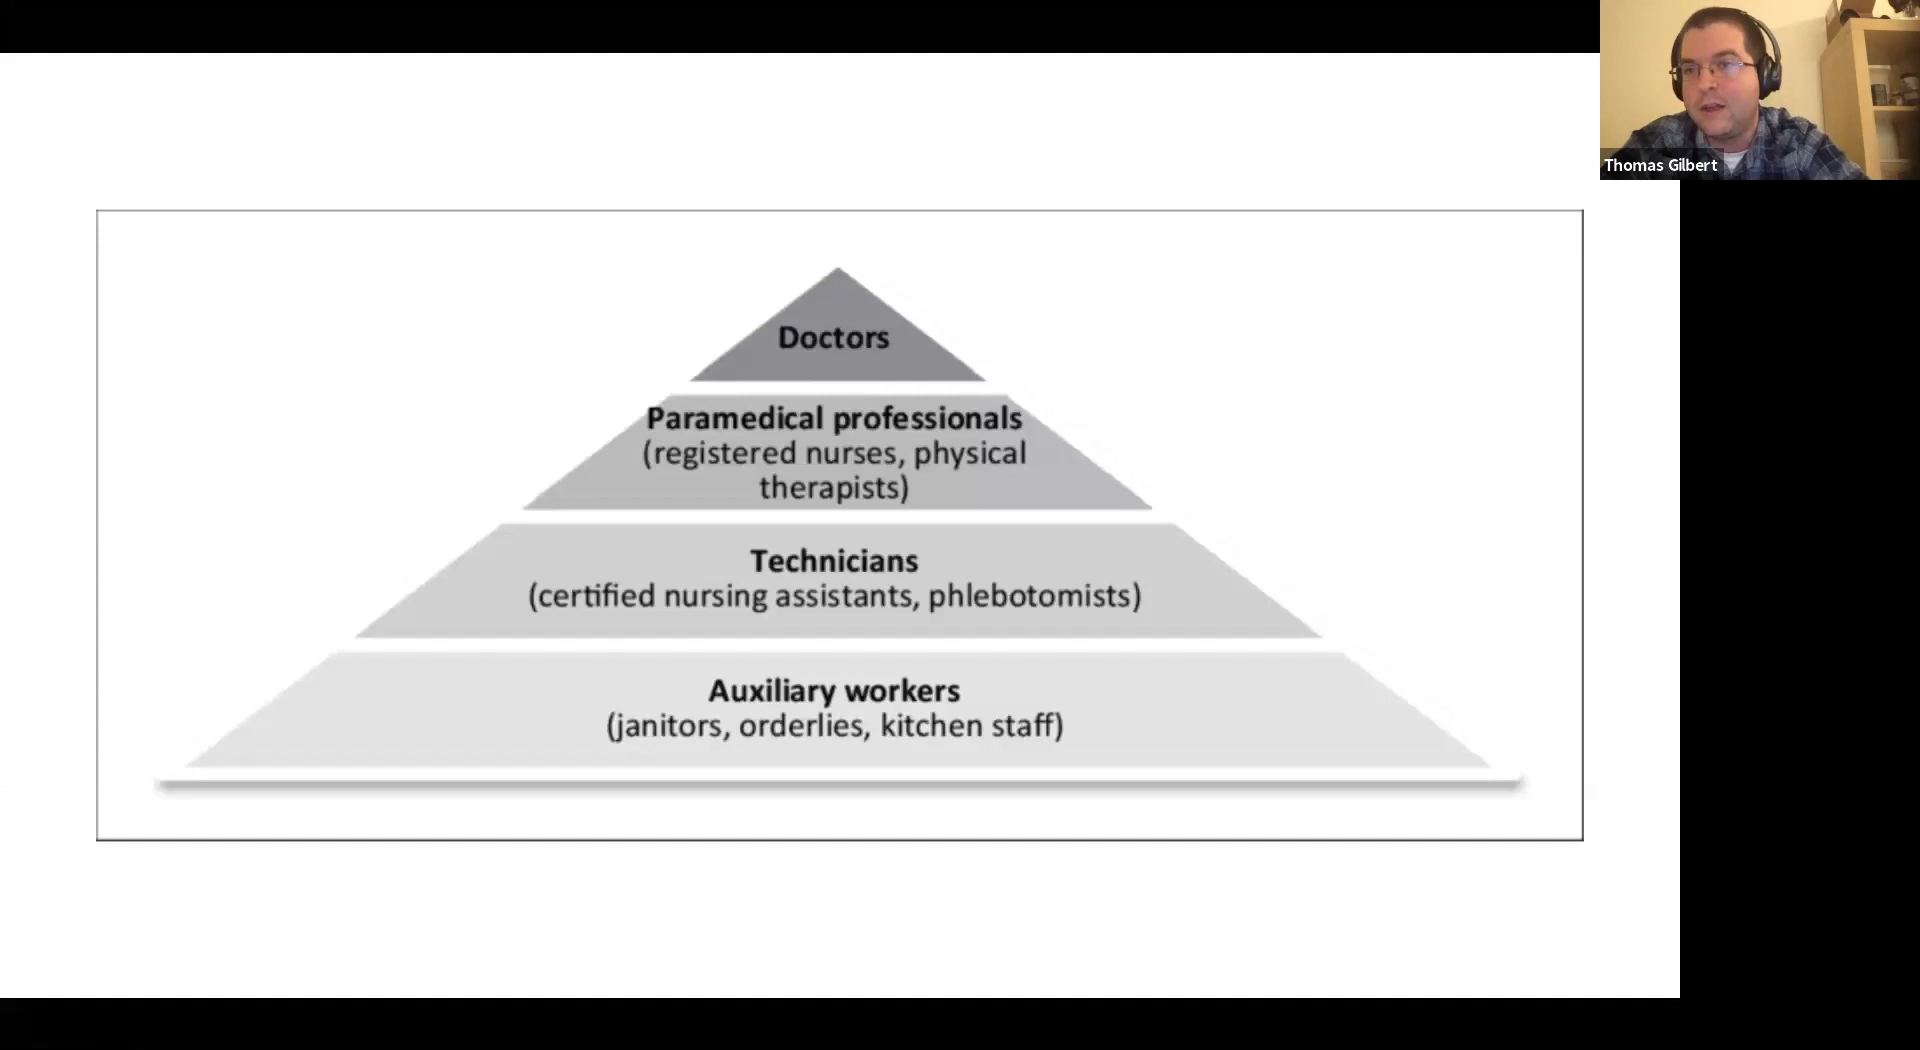 Thomas Gilbert
Doctors
Paramedical professionals
(registered nurses, physical
therapists)
Technicians
(certified nursing assistants, phlebotomists)
Auxiliary workers
(janitors, orderlies, kitchen staff)